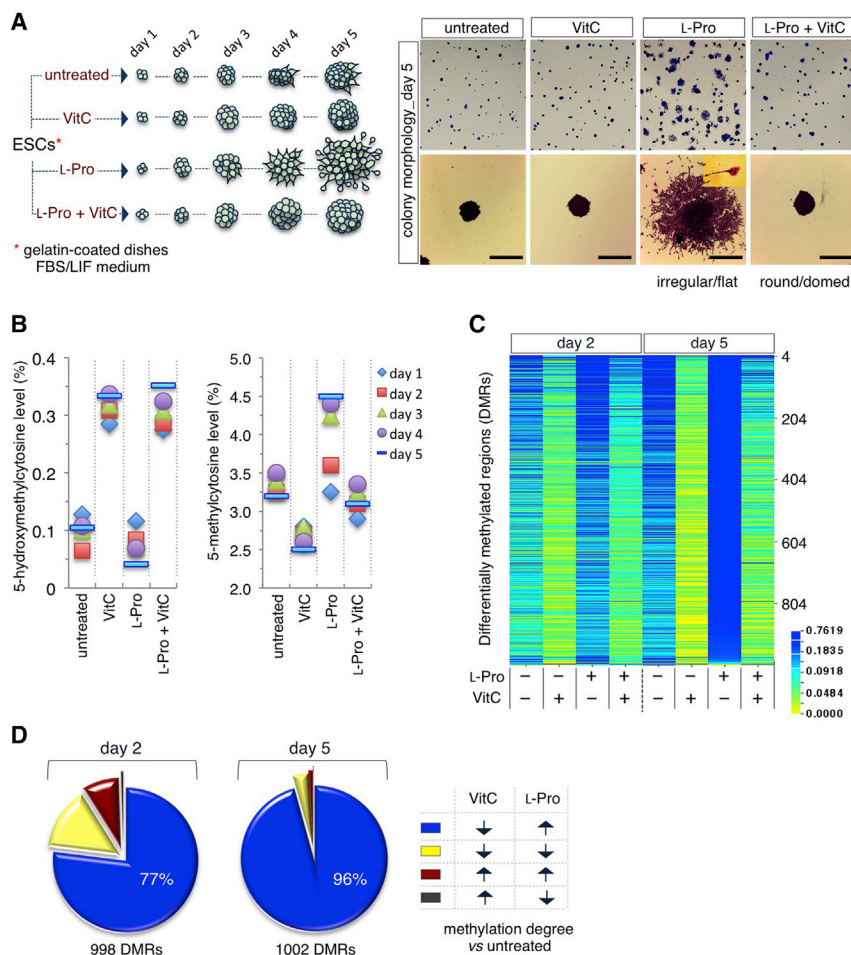 A
day 1
day 2
day 3
day 4
day 5
untreated
VitC
ESCs*
L-Pro
L-Pro + VitC
* gelatin-coated dishes
FBS/LIF medium
untreated
VitC
L-Pro
L-Pro + VitC
colony morphology_day 5
irregular/flat
round/domed
B
5-hydroxymethylcytosine level (%)
0.4
0.3
0.2
0.1
0
untreated
VitC
L-Pro
L-Pro + VitC
5-methylcytosine level (%)
5.0
4.5
4.0
3.5
3.0
2.5
2.0
untreated
VitC
L-Pro
L-Pro + VitC
day 1
day 2
day 3
day 4
day 5
C
day 2
day 5
Differentially methylated regions (DMRs)
4
204
404
604
804
0.7619
0.1835
0.0918
0.0484
0.0000
L-Pro − − + + − − + +
VitC − + − + − + − +
D
day 2
day 5
77%
96%
998 DMRs
1002 DMRs
VitC L-Pro
methylation degree
vs untreated